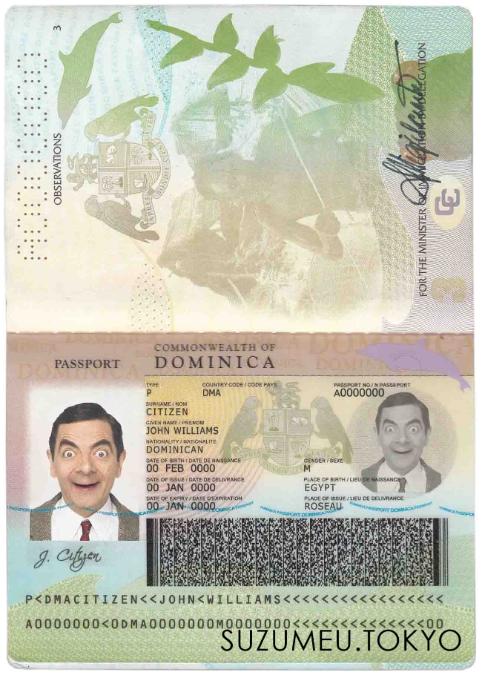 3
OBSERVATIONS
FOR THE MINISTER OF
DELEGATION
PASSPORT
COMMONWEALTH OF
DOMINICA
TYPE
COUNTRY CODE / CODE PAYS
PASSPORT NO./ N PASSEPORT
P
DMA
A0000000
SURNAME / NOM
CITIZEN
GIVEN NAME / PRENOM
JOHN WILLIAMS
NATIONALITY / NATIONALITE
DOMINICAN
DATE OF BIRTH / DATE DE NAISSANCE
GENDER / SEXE
00 FEB 0000
M
DATE OF ISSUE / DATE DE DELIVRANCE
PLACE OF BIRTH / LIEU DE NAISSANCE
00 JAN 0000
EGYPT
DATE OF EXPIRY / DATE D'EXPIRATION
PLACE OF ISSUE / LIEU DE DELIVRANCE
00 JAN 0000
ROSEAU
J. Citizen
P<DMACITIZEN<<JOHN<WILLIAMS<<<<<<<<<<<<<<<<<
A0000000<0DMA0000000M0000000<<<<<<<<<<<<<<00
SUZUMEU.TOKYO